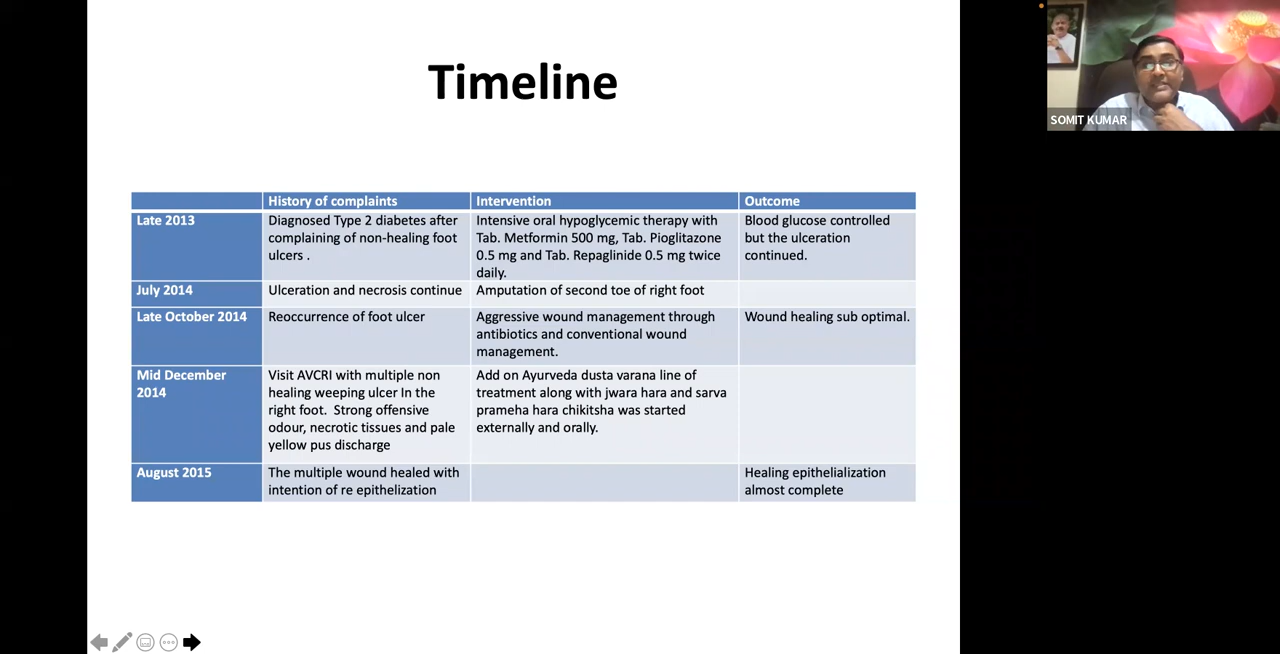 Timeline
History of complaints
Intervention
Outcome
Late 2013
Diagnosed Type 2 diabetes after
complaining of non-healing foot
ulcers .
Intensive oral hypoglycemic therapy with
Tab. Metformin 500 mg, Tab. Pioglitazone
0.5 mg and Tab. Repaglinide 0.5 mg twice
daily.
Blood glucose controlled
but the ulceration
continued.
July 2014
Ulceration and necrosis continue
Amputation of second toe of right foot
Late October 2014
Reoccurrence of foot ulcer
Aggressive wound management through
antibiotics and conventional wound
management.
Wound healing sub optimal.
Mid December
2014
Visit AVCRI with multiple non
healing weeping ulcer In the
right foot. Strong offensive
odour, necrotic tissues and pale
yellow pus discharge
Add on Ayurveda dusta varana line of
treatment along with jwara hara and sarva
prameha hara chikitsha was started
externally and orally.
August 2015
The multiple wound healed with
intention of re epithelization
Healing epithelialization
almost complete
SOMIT KUMAR